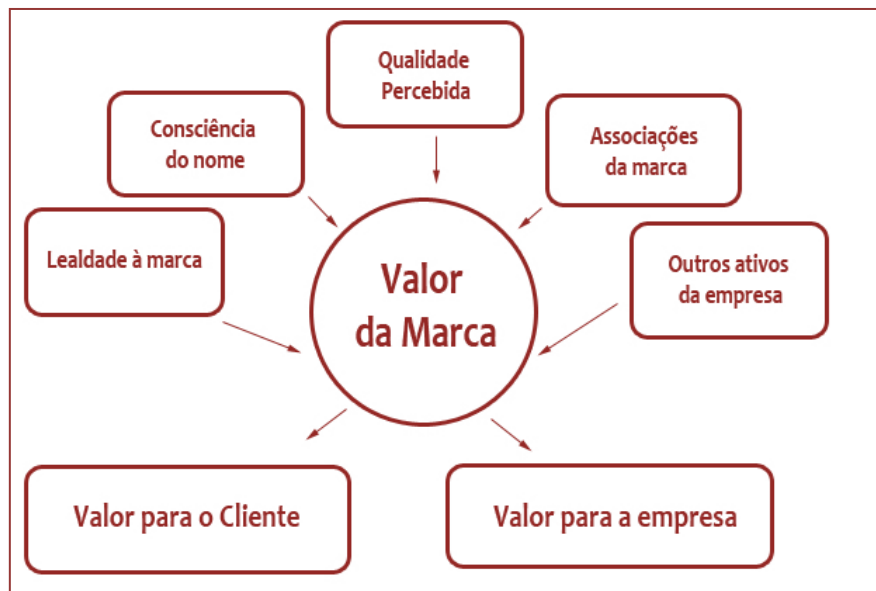 Qualidade
Percebida
Consciência
do nome
Associações
da marca
Lealdade à marca
Outros ativos
da empresa
Valor
da Marca
Valor para o Cliente
Valor para a empresa